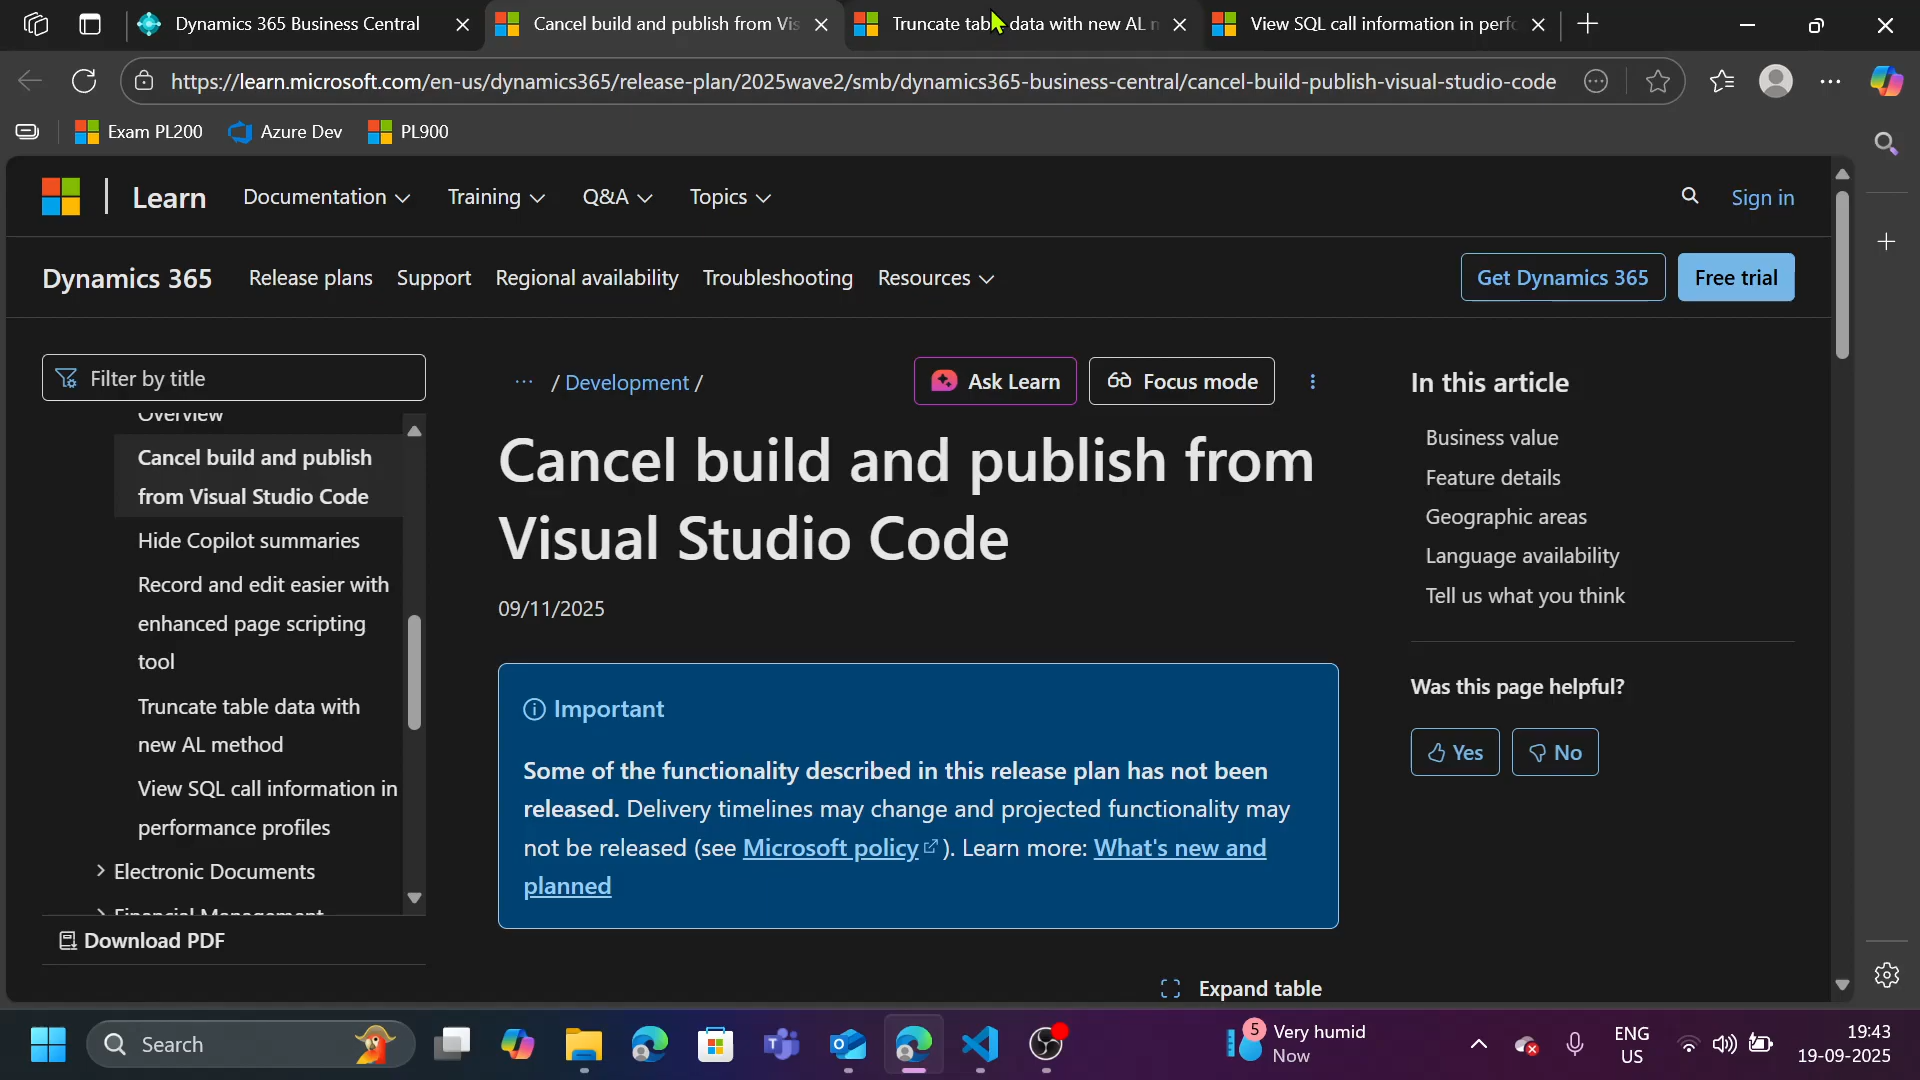 Dynamics 365 Business Central
Cancel build and publish from Vis
Truncate table data with new AL m
View SQL call information in perfo
https://learn.microsoft.com/en-us/dynamics365/release-plan/2025wave2/smb/dynamics365-business-central/cancel-build-publish-visual-studio-code
Exam PL200
Azure Dev
PL900
Learn
Documentation
Training
Q&A
Topics
Sign in
Dynamics 365
Release plans
Support
Regional availability
Troubleshooting
Resources
Get Dynamics 365
Free trial
Filter by title
Overview
Cancel build and publish
from Visual Studio Code
Hide Copilot summaries
Record and edit easier with
enhanced page scripting
tool
Truncate table data with
new AL method
View SQL call information in
performance profiles
Electronic Documents
Financial Management
Download PDF
... / Development /
Ask Learn
Focus mode
Cancel build and publish from
Visual Studio Code
09/11/2025
Important
Some of the functionality described in this release plan has not been
released. Delivery timelines may change and projected functionality may
not be released (see Microsoft policy). Learn more: What's new and
planned
Expand table
In this article
Business value
Feature details
Geographic areas
Language availability
Tell us what you think
Was this page helpful?
Yes
No
Search
5
Very humid
Now
ENG
US
19:43
19-09-2025